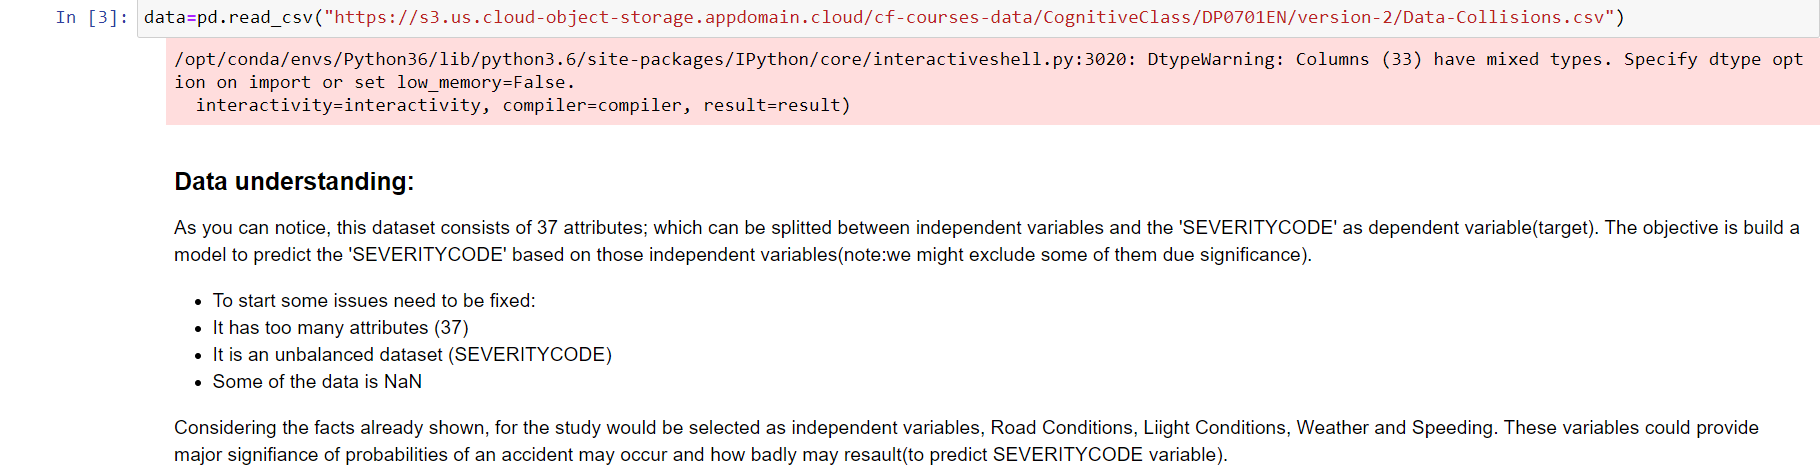 In [3]: data=pd.read_csv("https://s3.us.cloud-object-storage.appdomain.cloud/cf-courses-data/CognitiveClass/DP0701EN/version-2/Data-Collisions.csv")
/opt/conda/envs/Python36/lib/python3.6/site-packages/IPython/core/interactiveshell.py:3020: DtypeWarning: Columns (33) have mixed types. Specify dtype opt
ion on import or set low_memory=False.
  interactivity=interactivity, compiler=compiler, result=result)
Data understanding:
As you can notice, this dataset consists of 37 attributes; which can be splitted between independent variables and the 'SEVERITYCODE' as dependent variable(target). The objective is build a
model to predict the 'SEVERITYCODE' based on those independent variables(note:we might exclude some of them due significance).
• To start some issues need to be fixed:
• It has too many attributes (37)
• It is an unbalanced dataset (SEVERITYCODE)
• Some of the data is NaN
Considering the facts already shown, for the study would be selected as independent variables, Road Conditions, Liight Conditions, Weather and Speeding. These variables could provide
major signifiance of probabilities of an accident may occur and how badly may resault(to predict SEVERITYCODE variable).